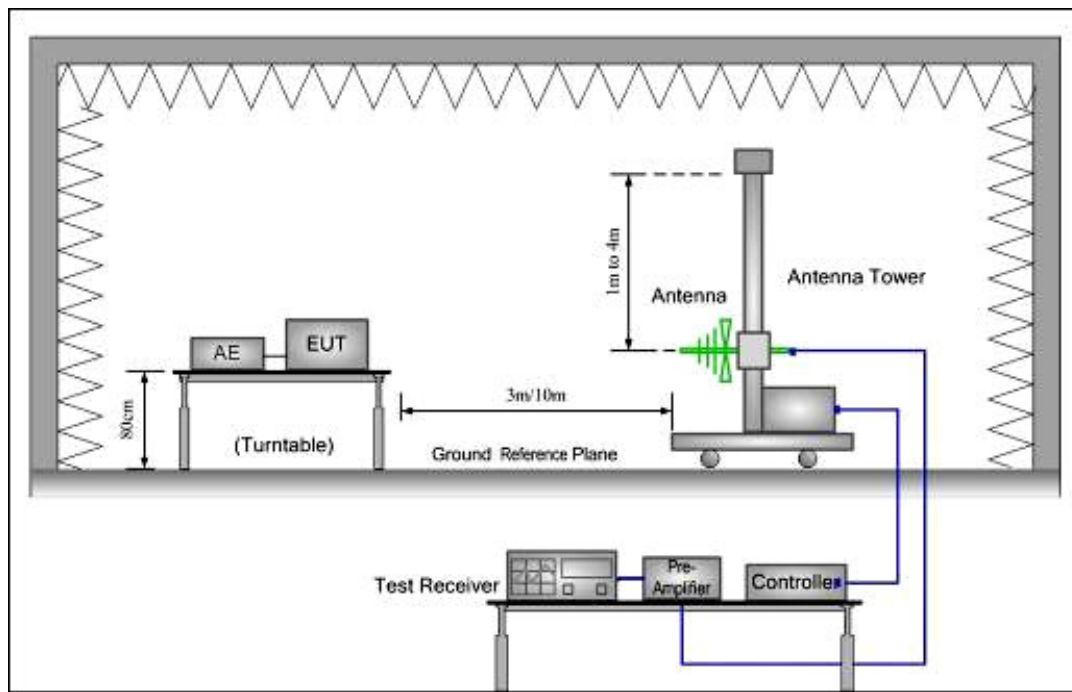 1m to 4m
Antenna
Antenna Tower
AE
EUT
80cm
3m/10m
(Turntable)
Ground Reference Plane
Test Receiver
Pre-
Amplifier
Controller